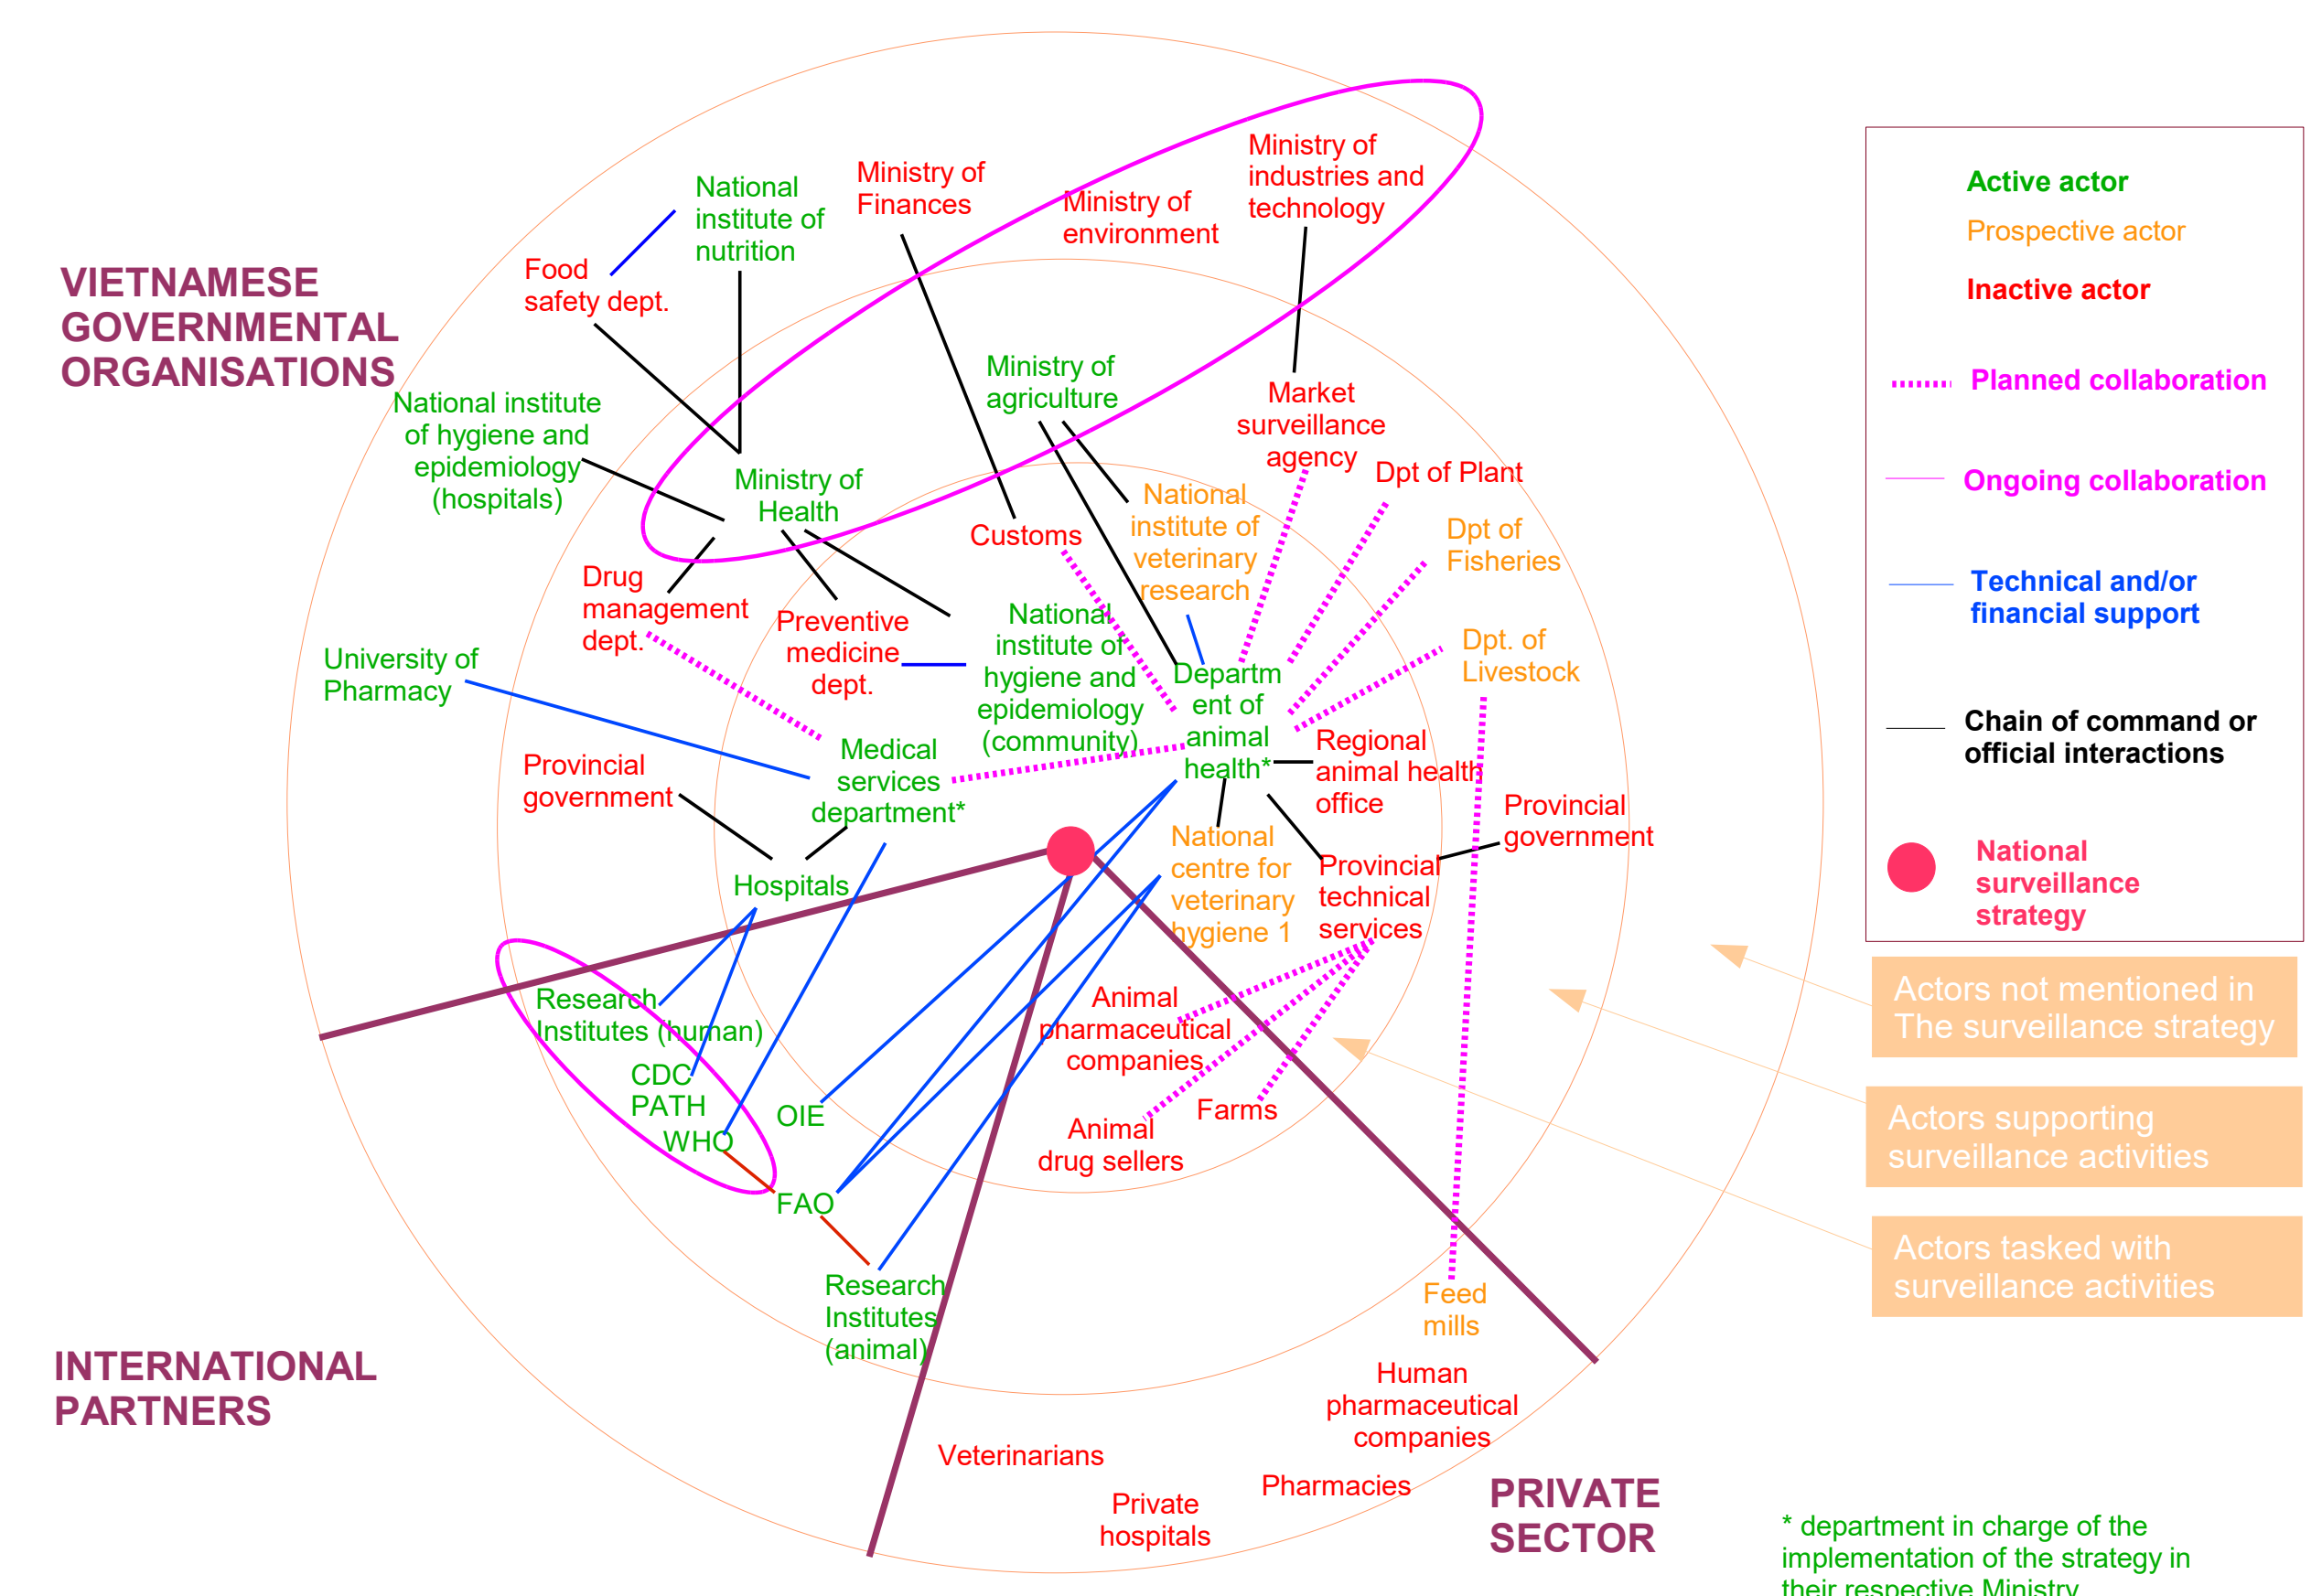 VIETNAMESE
GOVERNMENTAL
ORGANISATIONS
National
institute of
nutrition
Food
safety dept.
Ministry of
Finances
Ministry of
environment
Ministry of
industries and
technology
National institute
of hygiene and
epidemiology
(hospitals)
Ministry of
Health
Ministry of
agriculture
Market
surveillance
agency
Dpt of Plant
Dpt of
Fisheries
Dpt. of
Livestock
Customs
National
institute of
veterinary
research
Drug
management
dept.
Preventive
medicine
dept.
National
institute of
hygiene and
epidemiology
(community)
University of
Pharmacy
Provincial
government
Medical
services
department*
Departm
ent of
animal
health*
Regional
animal health
office
Provincial
government
Hospitals
National
centre for
veterinary
hygiene 1
Provincial
technical
services
Research
Institutes (human)
CDC
PATH
WHO
OIE
FAO
Research
Institutes
(animal)
Animal
pharmaceutical
companies
Farms
Animal
drug sellers
Feed
mills
Human
pharmaceutical
companies
Veterinarians
Pharmacies
Private
hospitals
INTERNATIONAL
PARTNERS
PRIVATE
SECTOR
Active actor
Prospective actor
Inactive actor
Planned collaboration
Ongoing collaboration
Technical and/or
financial support
Chain of command or
official interactions
National
surveillance
strategy
Actors not mentioned in
The surveillance strategy
Actors supporting
surveillance activities
Actors tasked with
surveillance activities
* department in charge of the
implementation of the strategy in
their respective Ministry